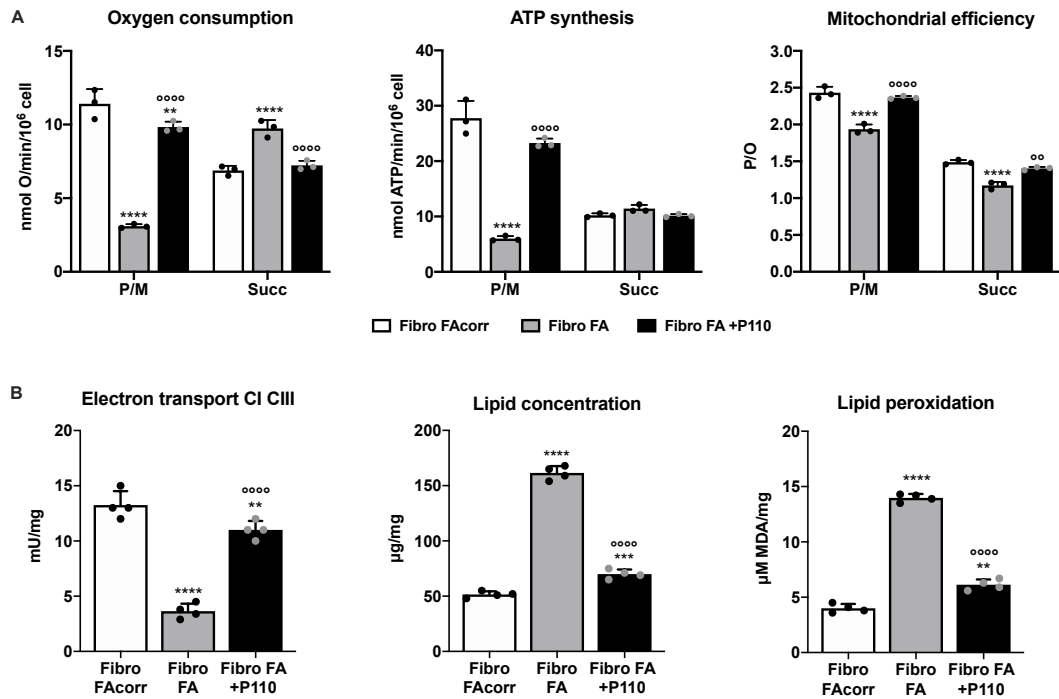 A
Oxygen consumption
nmol O/min/10⁶ cell
15
10
5
0
°°°°
**
****
****
°°°°
P/M
Succ
ATP synthesis
nmol ATP/min/10⁶ cell
40
30
20
10
0
°°°°
****
P/M
Succ
Mitochondrial efficiency
P/O
3.0
2.5
2.0
1.5
1.0
0.5
0.0
°°°°
****
°°
****
P/M
Succ
Fibro FAcorr
Fibro FA
Fibro FA +P110
B
Electron transport CI CIII
mU/mg
20
15
10
5
0
°°°°
**
****
Fibro
FAcorr
Fibro
FA
Fibro FA
+P110
Lipid concentration
µg/mg
200
150
100
50
0
****
°°°°
***
Fibro
FAcorr
Fibro
FA
Fibro FA
+P110
Lipid peroxidation
µM MDA/mg
20
15
10
5
0
****
°°°°
**
Fibro
FAcorr
Fibro
FA
Fibro FA
+P110